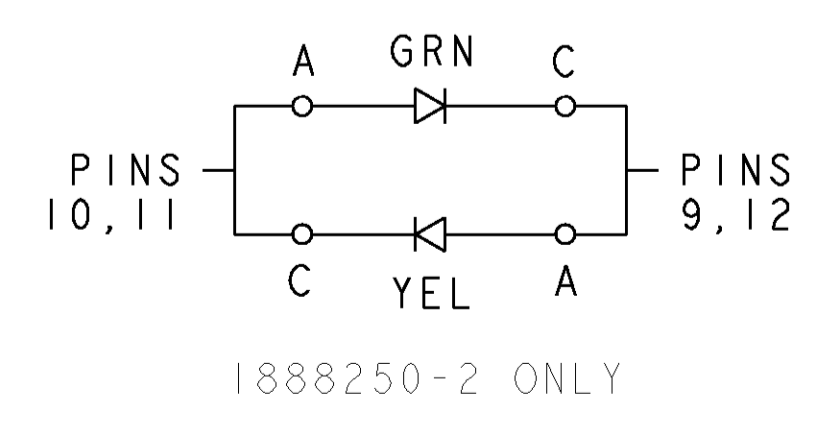 A GRN C
PINS PINS
10,11 9,12
C YEL A
1888250-2 ONLY